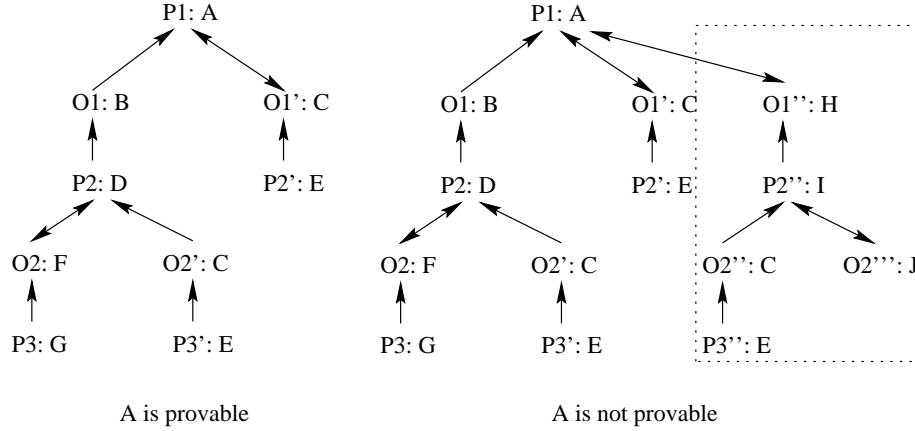 P1: A
P1: A
O1: B
O1': C
O1: B
O1': C
O1'': H
P2: D
P2': E
P2: D
P2': E
P2'': I
O2: F
O2': C
O2: F
O2': C
O2'': C
O2''': J
P3: G
P3': E
P3: G
P3': E
P3'': E
A is provable
A is not provable